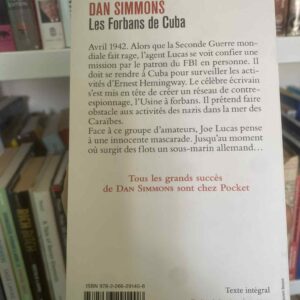 DAN SIMMONS
Les Forbans de Cuba
Avril 1942. Alors que la Seconde Guerre mon-
diale fait rage, l'agent Lucas se voit confier une
mission par le patron du FBI en personne. Il
doit se rendre à Cuba pour surveiller les acti-
vités d'Ernest Hemingway. Le célèbre écrivain
s'est mis en tête de créer un réseau de contre-
espionnage, l'Usine à forbans. Il prétend faire
obstacle aux activités des nazis dans la mer des
Caraïbes.
Face à ce groupe d'amateurs, Joe Lucas pense
à une innocente mascarade. Jusqu'au moment
où surgit des flots un sous-marin allemand…
Tous les grands succès
de DAN SIMMONS sont chez Pocket
Texte intégral